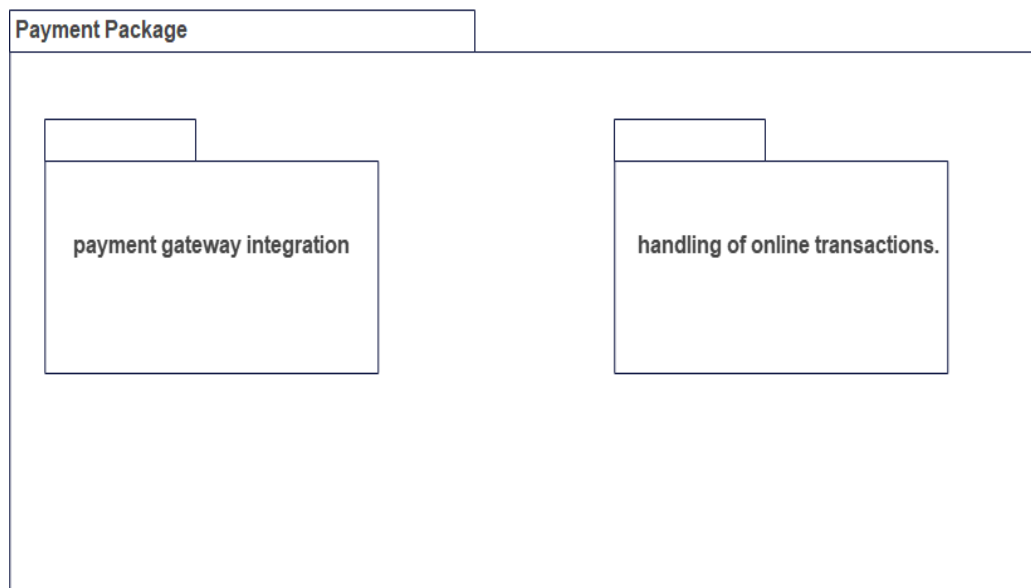 Payment Package
payment gateway integration
handling of online transactions.